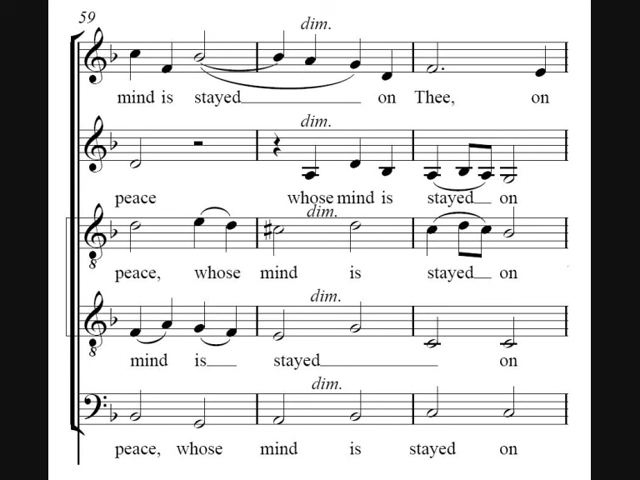 59
dim.
mind is stayed on Thee, on
dim.
peace whose mind is stayed on
dim.
peace, whose mind is stayed on
dim.
mind is stayed on
dim.
peace, whose mind is stayed on